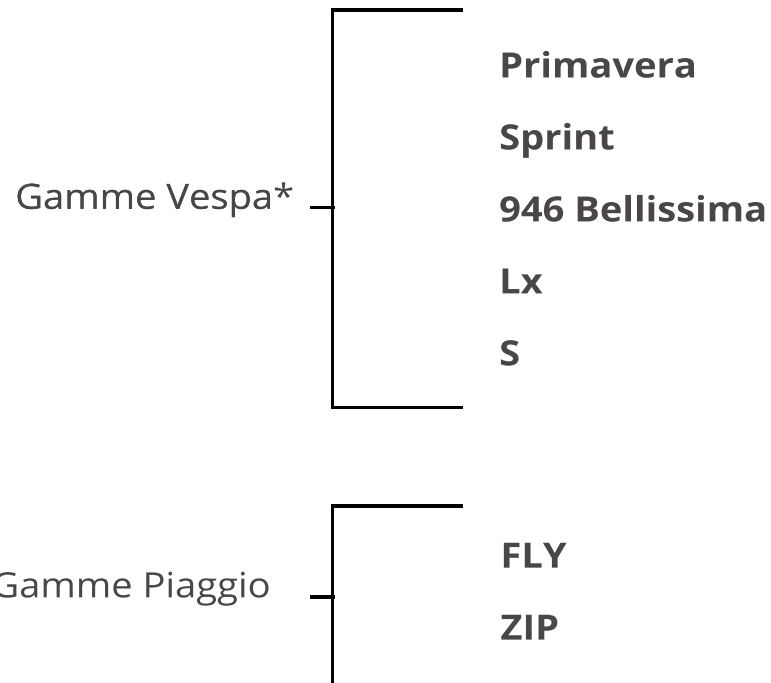 Gamme Vespa*
Primavera
Sprint
946 Bellissima
Lx
S
Gamme Piaggio
FLY
ZIP